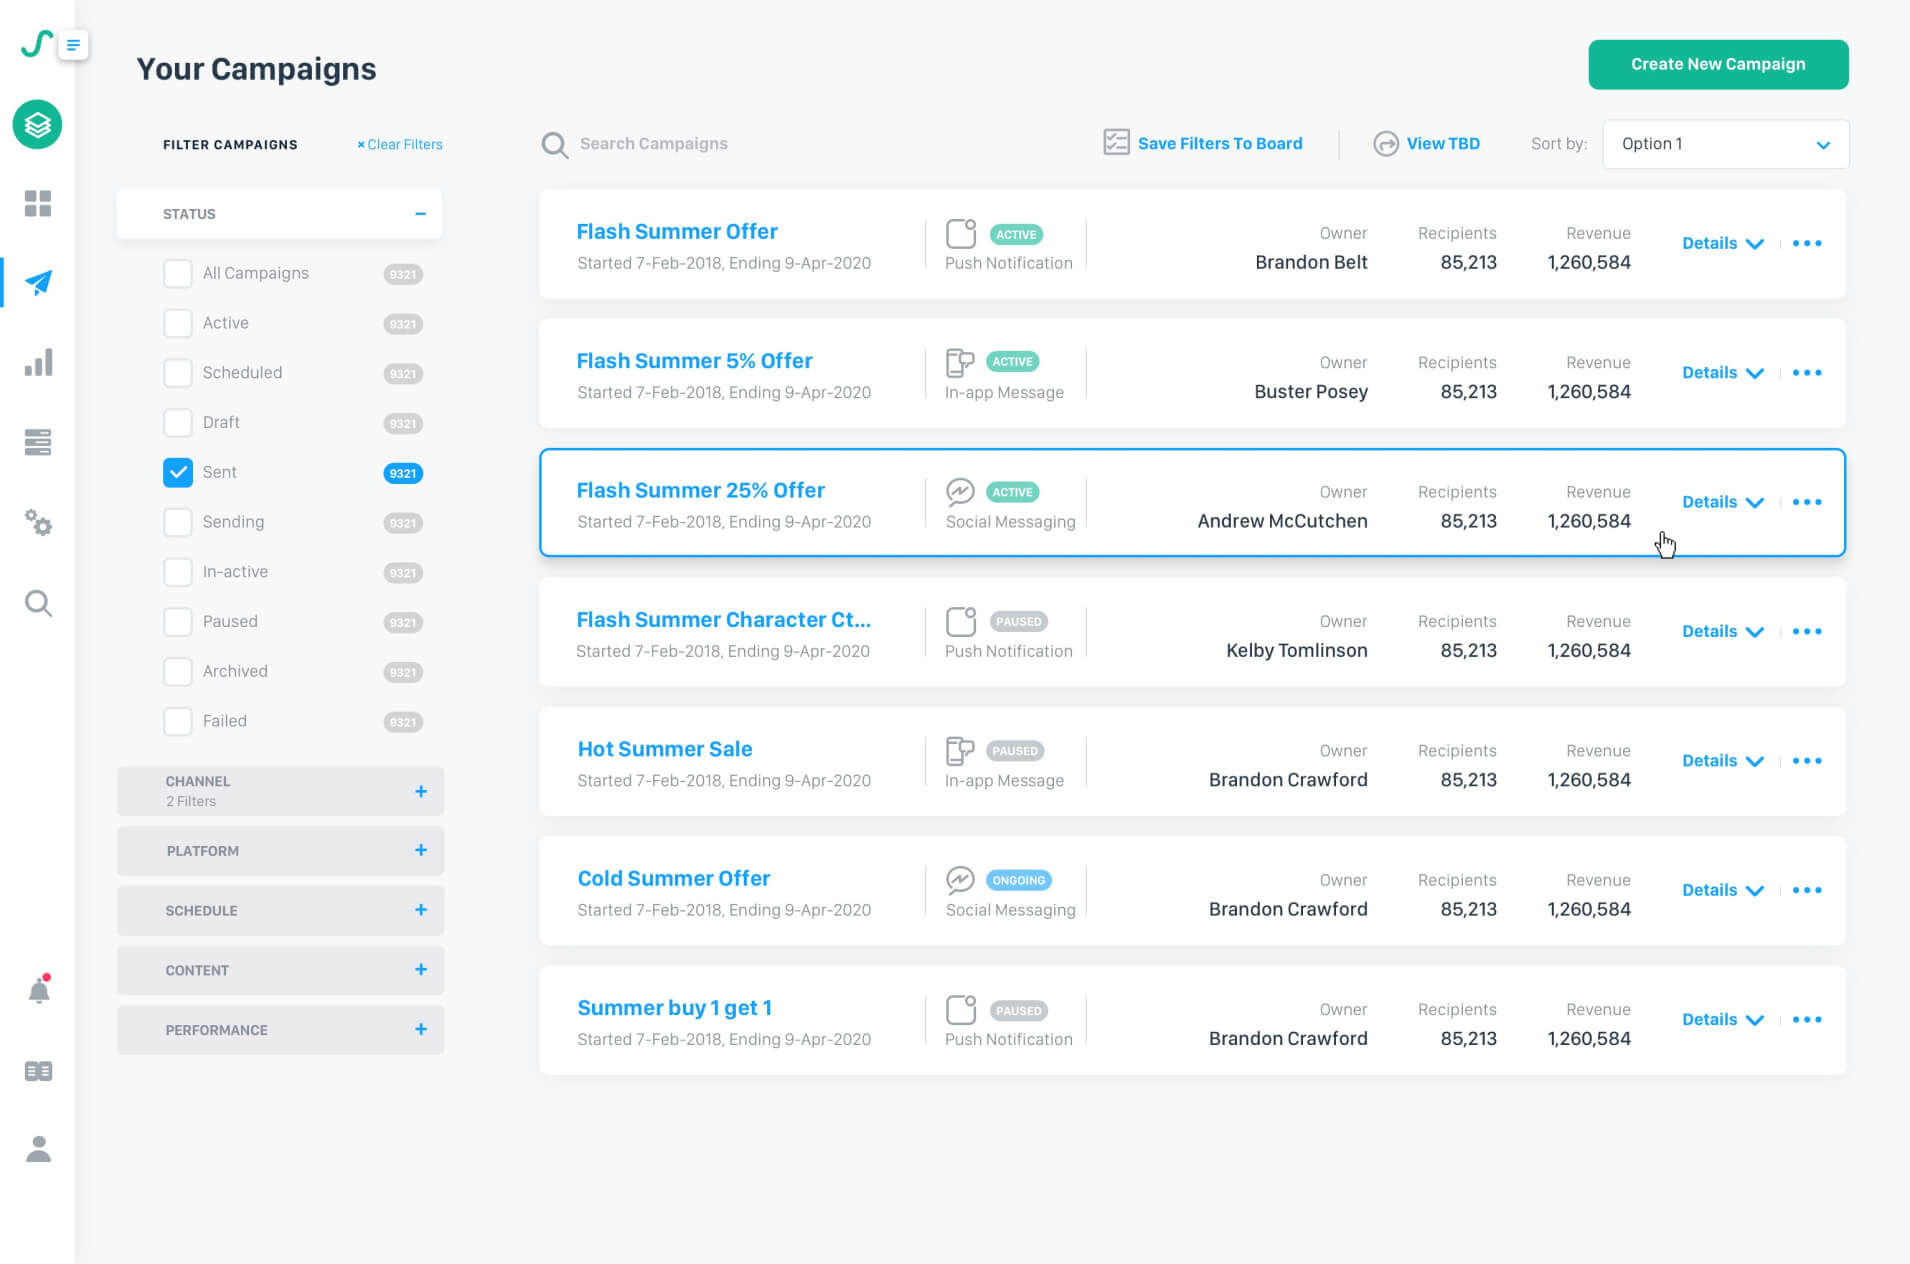 Your Campaigns
Create New Campaign
FILTER CAMPAIGNS
× Clear Filters
Search Campaigns
Save Filters To Board
View TBD
Sort by:
Option 1
STATUS
All Campaigns 9321
Active 9321
Scheduled 9321
Draft 9321
Sent 9321
Sending 9321
In-active 9321
Paused 9321
Archived 9321
Failed 9321
CHANNEL
2 Filters
PLATFORM
SCHEDULE
CONTENT
PERFORMANCE
Flash Summer Offer
Started 7-Feb-2018, Ending 9-Apr-2020
ACTIVE
Push Notification
Owner
Brandon Belt
Recipients
85,213
Revenue
1,260,584
Details
Flash Summer 5% Offer
Started 7-Feb-2018, Ending 9-Apr-2020
ACTIVE
In-app Message
Owner
Buster Posey
Recipients
85,213
Revenue
1,260,584
Details
Flash Summer 25% Offer
Started 7-Feb-2018, Ending 9-Apr-2020
ACTIVE
Social Messaging
Owner
Andrew McCutchen
Recipients
85,213
Revenue
1,260,584
Details
Flash Summer Character Ct...
Started 7-Feb-2018, Ending 9-Apr-2020
PAUSED
Push Notification
Owner
Kelby Tomlinson
Recipients
85,213
Revenue
1,260,584
Details
Hot Summer Sale
Started 7-Feb-2018, Ending 9-Apr-2020
PAUSED
In-app Message
Owner
Brandon Crawford
Recipients
85,213
Revenue
1,260,584
Details
Cold Summer Offer
Started 7-Feb-2018, Ending 9-Apr-2020
ONGOING
Social Messaging
Owner
Brandon Crawford
Recipients
85,213
Revenue
1,260,584
Details
Summer buy 1 get 1
Started 7-Feb-2018, Ending 9-Apr-2020
PAUSED
Push Notification
Owner
Brandon Crawford
Recipients
85,213
Revenue
1,260,584
Details